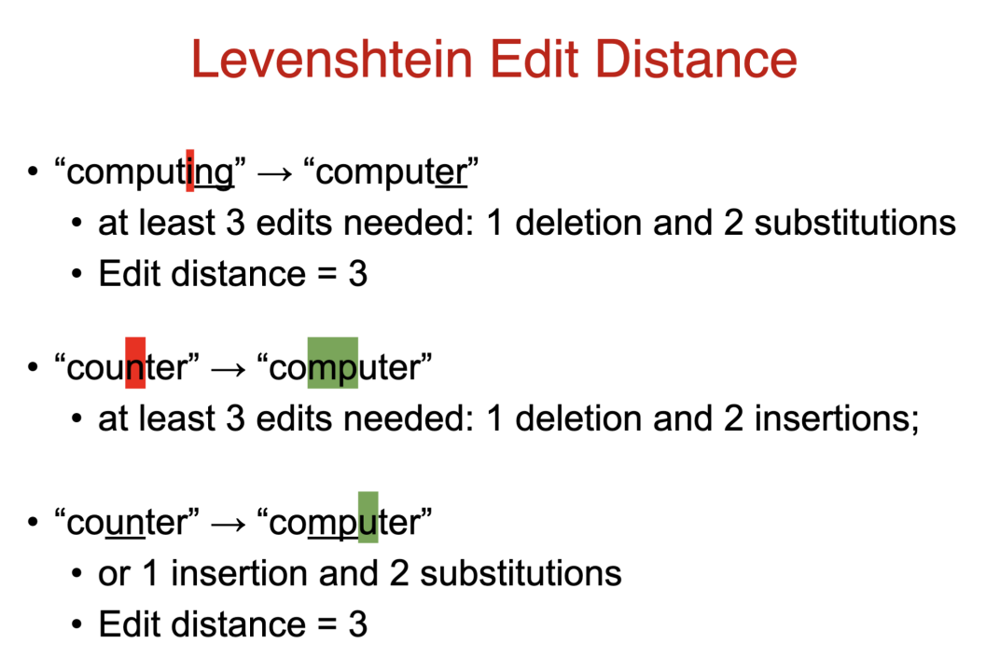 Levenshtein Edit Distance
• “computing” → “computer”
• at least 3 edits needed: 1 deletion and 2 substitutions
• Edit distance = 3
• “counter” → “computer”
• at least 3 edits needed: 1 deletion and 2 insertions;
• “counter” → “computer”
• or 1 insertion and 2 substitutions
• Edit distance = 3